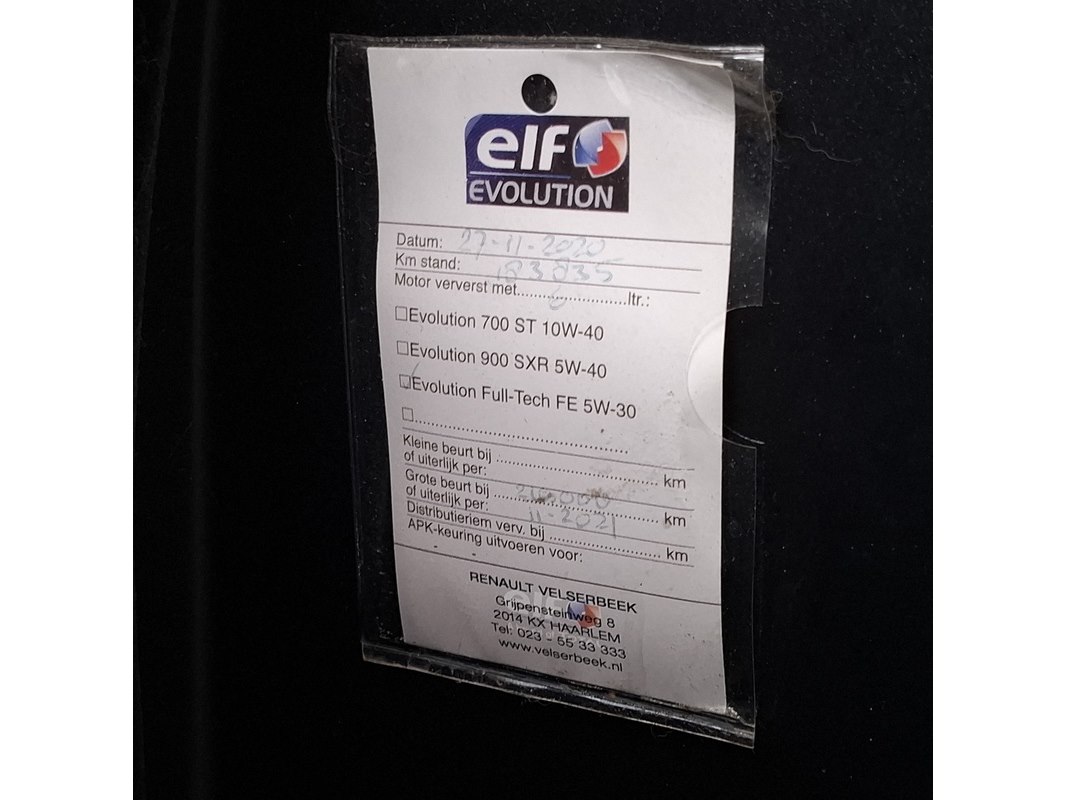 elf
EVOLUTION
Datum: 27-11-2020
Km stand: 183035
Motor ververst met..........6..........ltr.:
☐Evolution 700 ST 10W-40
☐Evolution 900 SXR 5W-40
☑Evolution Full-Tech FE 5W-30
☐..........................................
Kleine beurt bij .............................. km
of uiterlijk per:
Grote beurt bij ...210.000... km
of uiterlijk per: 11-2021
Distributieriem verv. bij .................... km
APK-keuring uitvoeren voor:
RENAULT VELSERBEEK
Grijpensteinweg 8
2014 KX HAARLEM
Tel: 023 - 55 33 333
www.velserbeek.nl